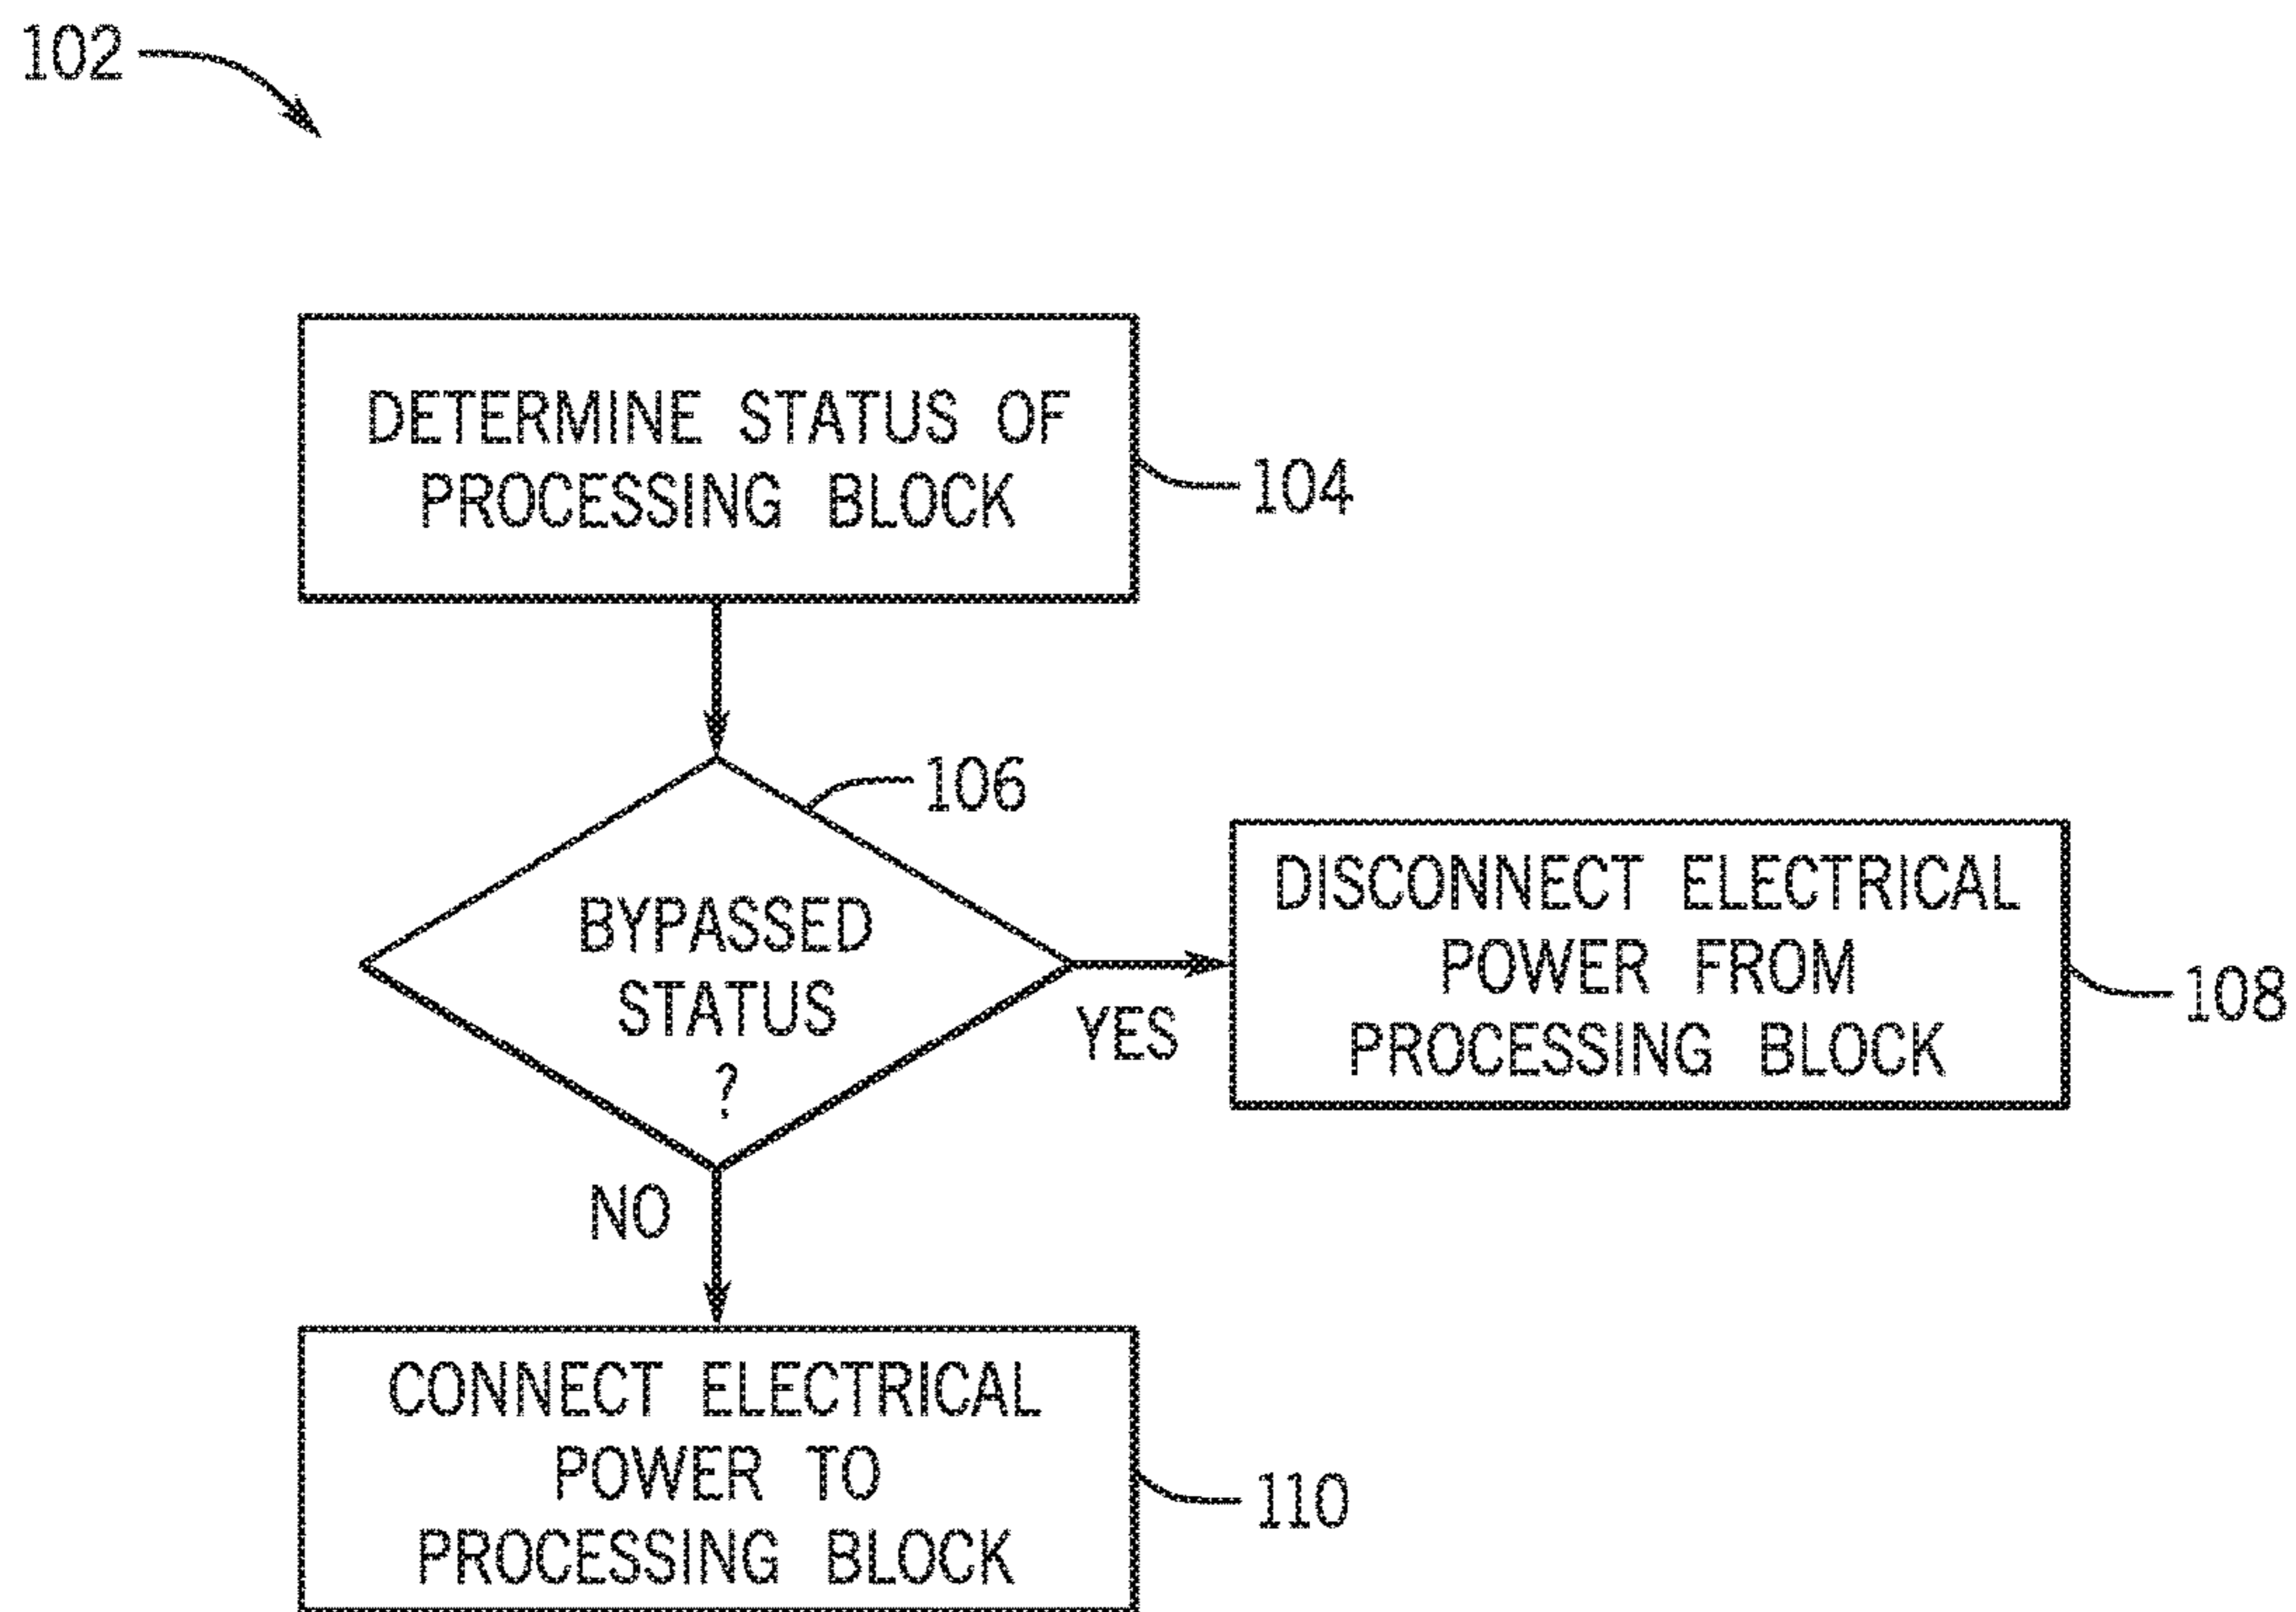 102
DETERMINE STATUS OF
PROCESSING BLOCK
104
106
BYPASSED
STATUS
?
YES
DISCONNECT ELECTRICAL
POWER FROM
PROCESSING BLOCK
108
NO
CONNECT ELECTRICAL
POWER TO
PROCESSING BLOCK
110